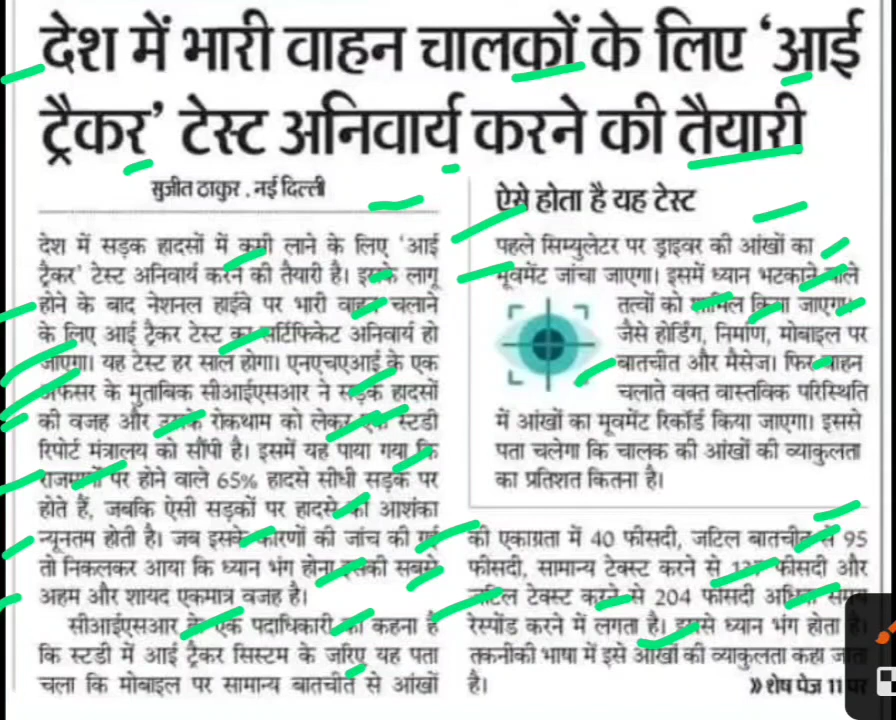 देश में भारी वाहन चालकों के लिए ‘आई
ट्रैकर’ टेस्ट अनिवार्य करने की तैयारी
सुजीत ठाकुर . नई दिल्ली
देश में सड़क हादसों में कमी लाने के लिए ‘आई
ट्रैकर’ टेस्ट अनिवार्य करने की तैयारी है। इसके लागू
होने के बाद नेशनल हाईवे पर भारी वाहन चलाने
के लिए आई ट्रैकर टेस्ट का सर्टिफिकेट अनिवार्य हो
जाएगा। यह टेस्ट हर साल होगा। एनएचएआई के एक
अफसर के मुताबिक सीआईएसआर ने सड़क हादसों
की वजह और उसके रोकथाम को लेकर एक स्टडी
रिपोर्ट मंत्रालय को सौंपी है। इसमें यह पाया गया कि
राजमार्गों पर होने वाले 65% हादसे सीधी सड़क पर
होते हैं, जबकि ऐसी सड़कों पर हादसे की आशंका
न्यूनतम होती है। जब इसके कारणों की जांच की गई
तो निकलकर आया कि ध्यान भंग होना इसकी सबसे
अहम और शायद एकमात्र वजह है।
सीआईएसआर के एक पदाधिकारी का कहना है
कि स्टडी में आई ट्रैकर सिस्टम के जरिए यह पता
चला कि मोबाइल पर सामान्य बातचीत से आंखों
ऐसे होता है यह टेस्ट
पहले सिम्युलेटर पर ड्राइवर की आंखों का
मूवमेंट जांचा जाएगा। इसमें ध्यान भटकाने वाले
तत्वों को शामिल किया जाएगा।
जैसे होर्डिंग, निर्माण, मोबाइल पर
बातचीत और मैसेज। फिर वाहन
चलाते वक्त वास्तविक परिस्थिति
में आंखों का मूवमेंट रिकॉर्ड किया जाएगा। इससे
पता चलेगा कि चालक की आंखों की व्याकुलता
का प्रतिशत कितना है।
की एकाग्रता में 40 फीसदी, जटिल बातचीत से 95
फीसदी, सामान्य टेक्स्ट करने से फीसदी और
जटिल टेक्स्ट करने से 204 फीसदी अधिक समय
रेस्पोंड करने में लगता है। इससे ध्यान भंग होता है।
तकनीकी भाषा में इसे आंखों की व्याकुलता कहा जाता
है।
» शेष पेज 11 पर